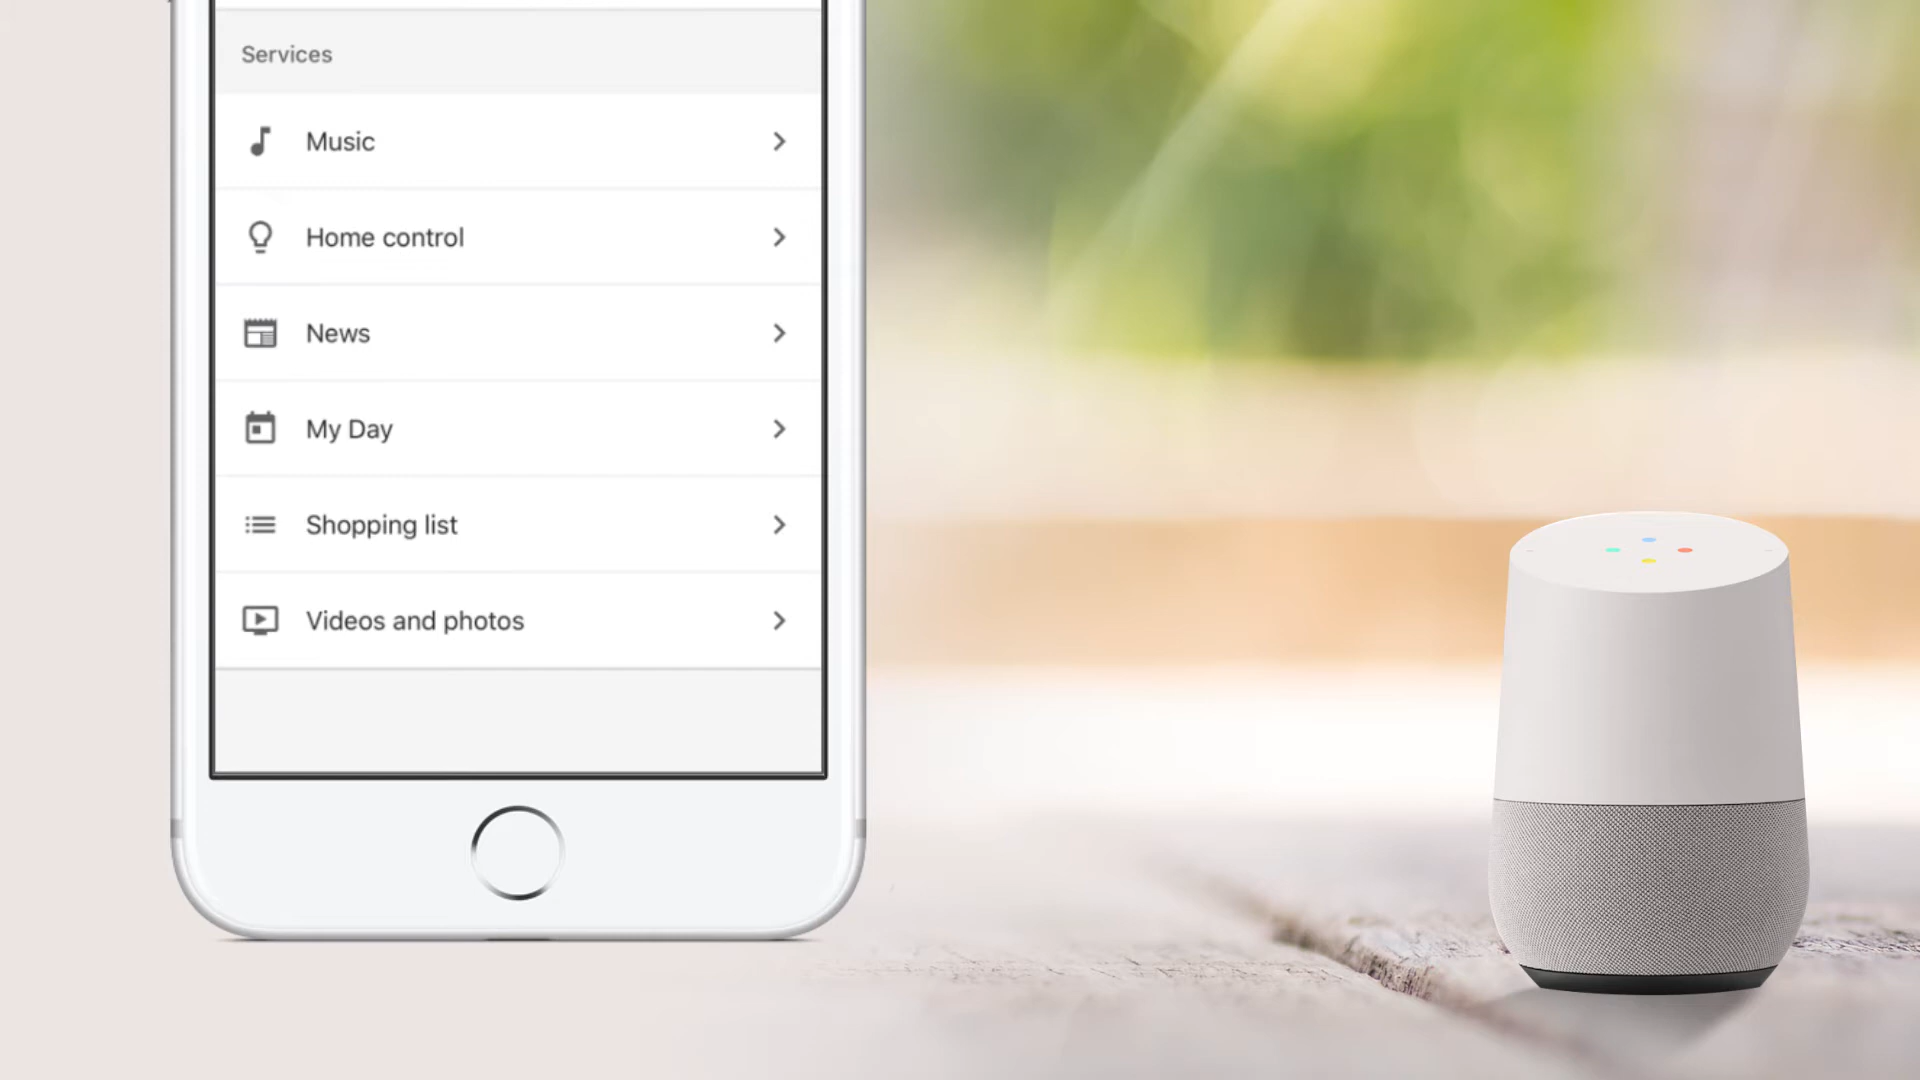 Services
Music
Home control
News
My Day
Shopping list
Videos and photos